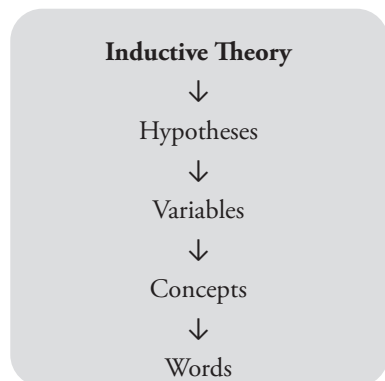 Inductive Theory
↓
Hypotheses
↓
Variables
↓
Concepts
↓
Words